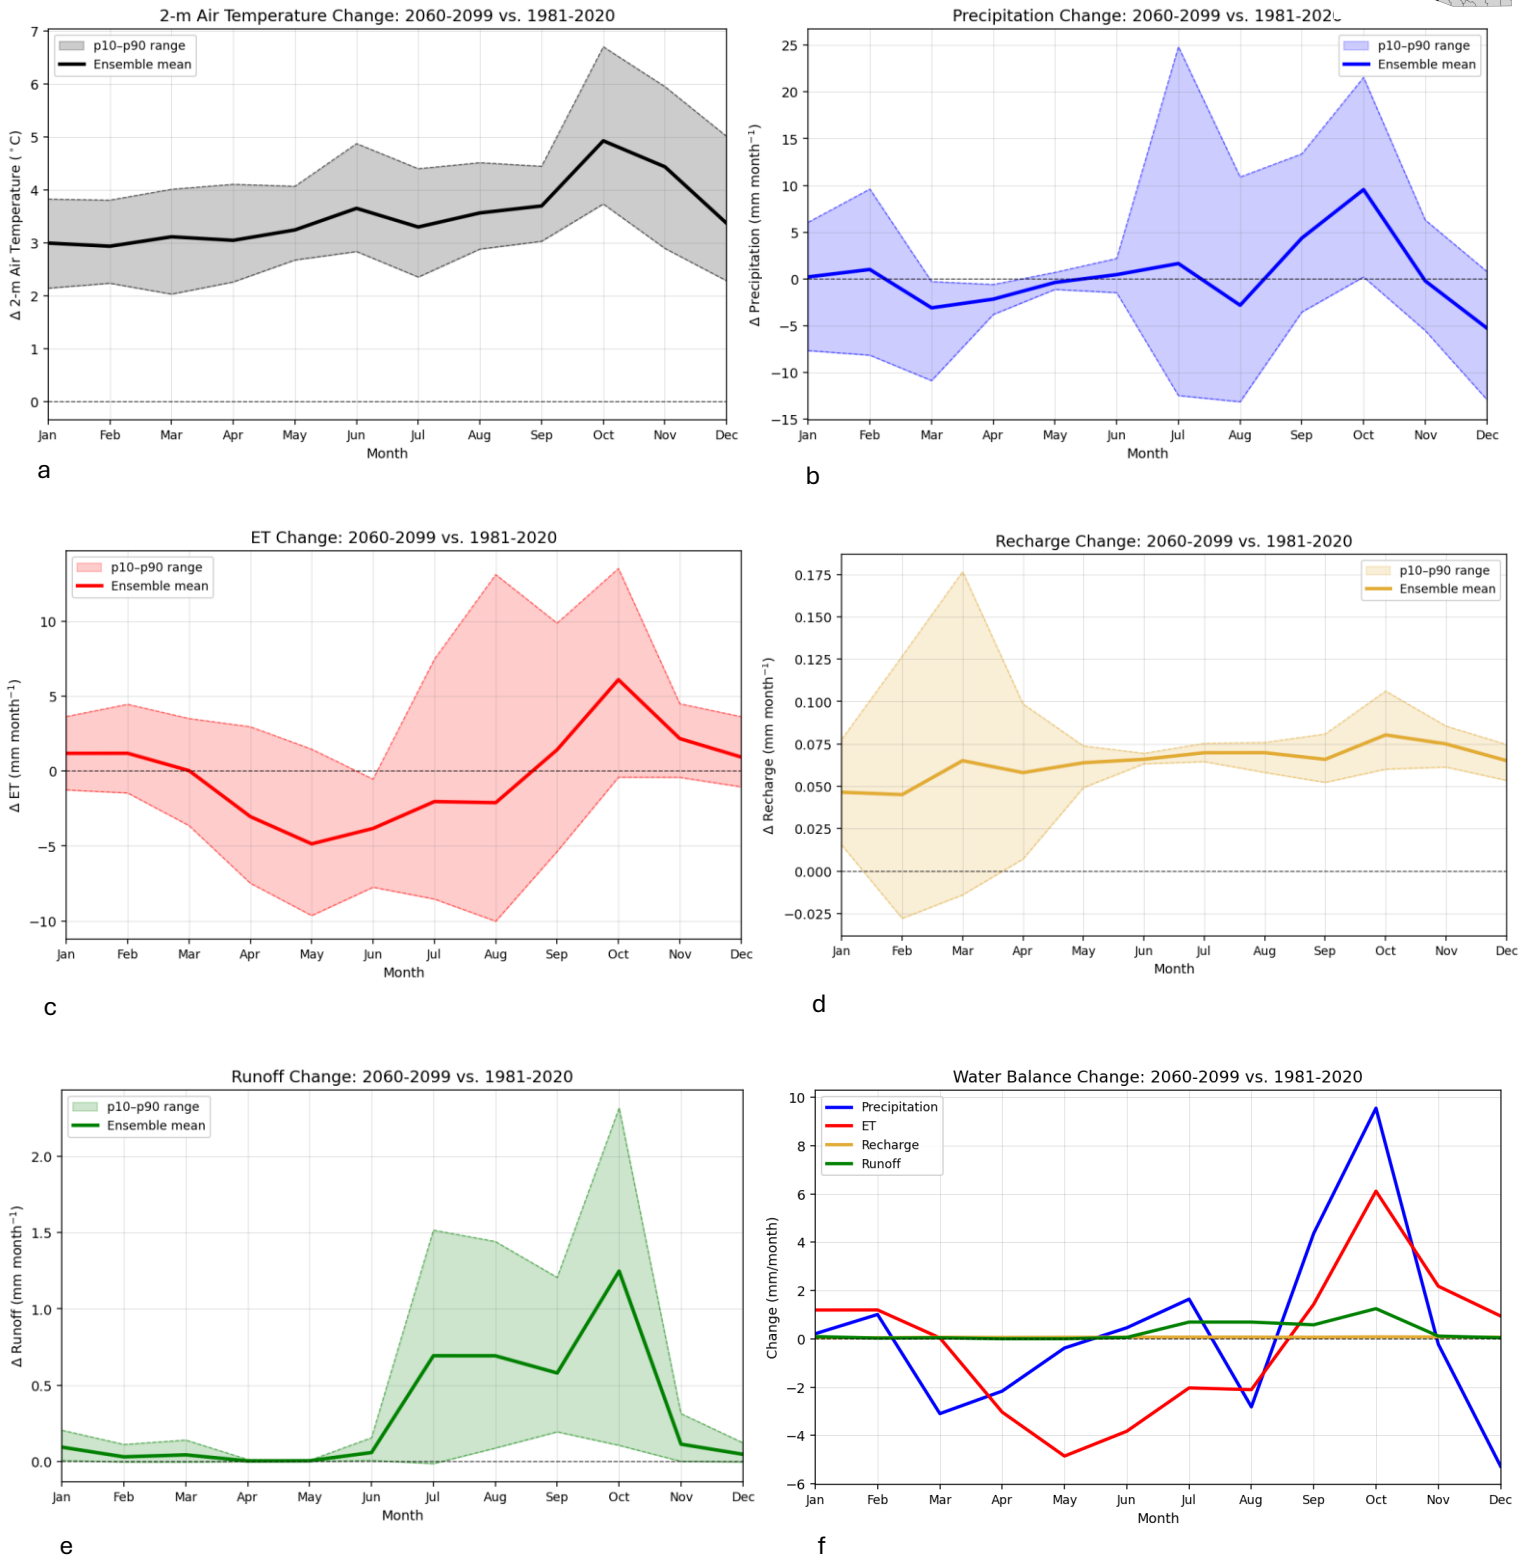 2-m Air Temperature Change: 2060-2099 vs. 1981-2020
p10–p90 range
Ensemble mean
Δ 2-m Air Temperature (°C)
7
6
5
4
3
2
1
0
Jan Feb Mar Apr May Jun Jul Aug Sep Oct Nov Dec
Month
a
Precipitation Change: 2060-2099 vs. 1981-202
p10–p90 range
Ensemble mean
Δ Precipitation (mm month⁻¹)
25
20
15
10
5
0
−5
−10
−15
Jan Feb Mar Apr May Jun Jul Aug Sep Oct Nov Dec
Month
b
ET Change: 2060-2099 vs. 1981-2020
p10–p90 range
Ensemble mean
Δ ET (mm month⁻¹)
10
5
0
−5
−10
Jan Feb Mar Apr May Jun Jul Aug Sep Oct Nov Dec
Month
c
Recharge Change: 2060-2099 vs. 1981-2020
p10–p90 range
Ensemble mean
Δ Recharge (mm month⁻¹)
0.175
0.150
0.125
0.100
0.075
0.050
0.025
0.000
−0.025
Jan Feb Mar Apr May Jun Jul Aug Sep Oct Nov Dec
Month
d
Runoff Change: 2060-2099 vs. 1981-2020
p10–p90 range
Ensemble mean
Δ Runoff (mm month⁻¹)
2.0
1.5
1.0
0.5
0.0
Jan Feb Mar Apr May Jun Jul Aug Sep Oct Nov Dec
Month
e
Water Balance Change: 2060-2099 vs. 1981-2020
Precipitation
ET
Recharge
Runoff
Change (mm/month)
10
8
6
4
2
0
−2
−4
−6
Jan Feb Mar Apr May Jun Jul Aug Sep Oct Nov Dec
Month
f